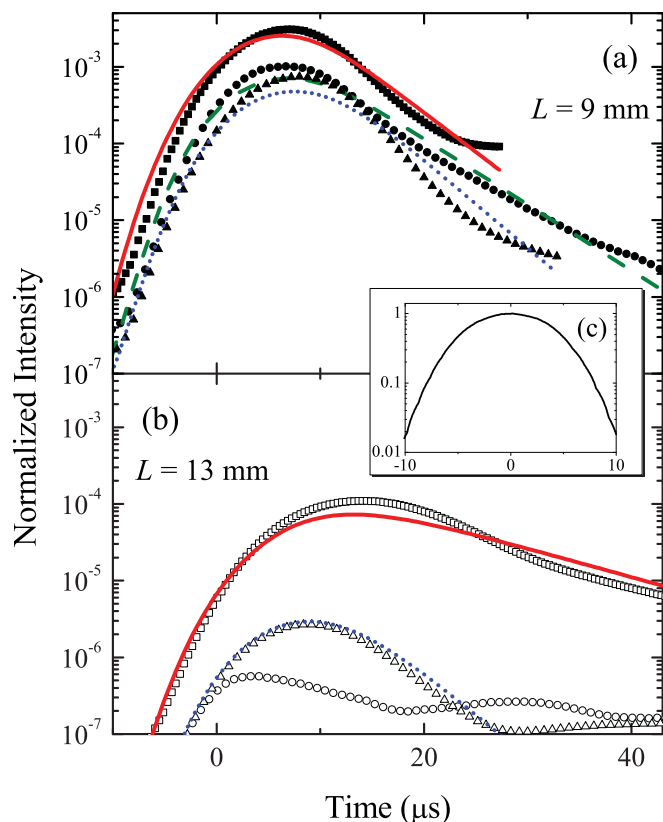 (a)
10⁻³
L = 9 mm
10⁻⁴
10⁻⁵
10⁻⁶
10⁻⁷
(c)
1
0.1
0.01
-10 0 10
Normalized Intensity
(b)
10⁻³
L = 13 mm
10⁻⁴
10⁻⁵
10⁻⁶
10⁻⁷
0 20 40
Time (μs)